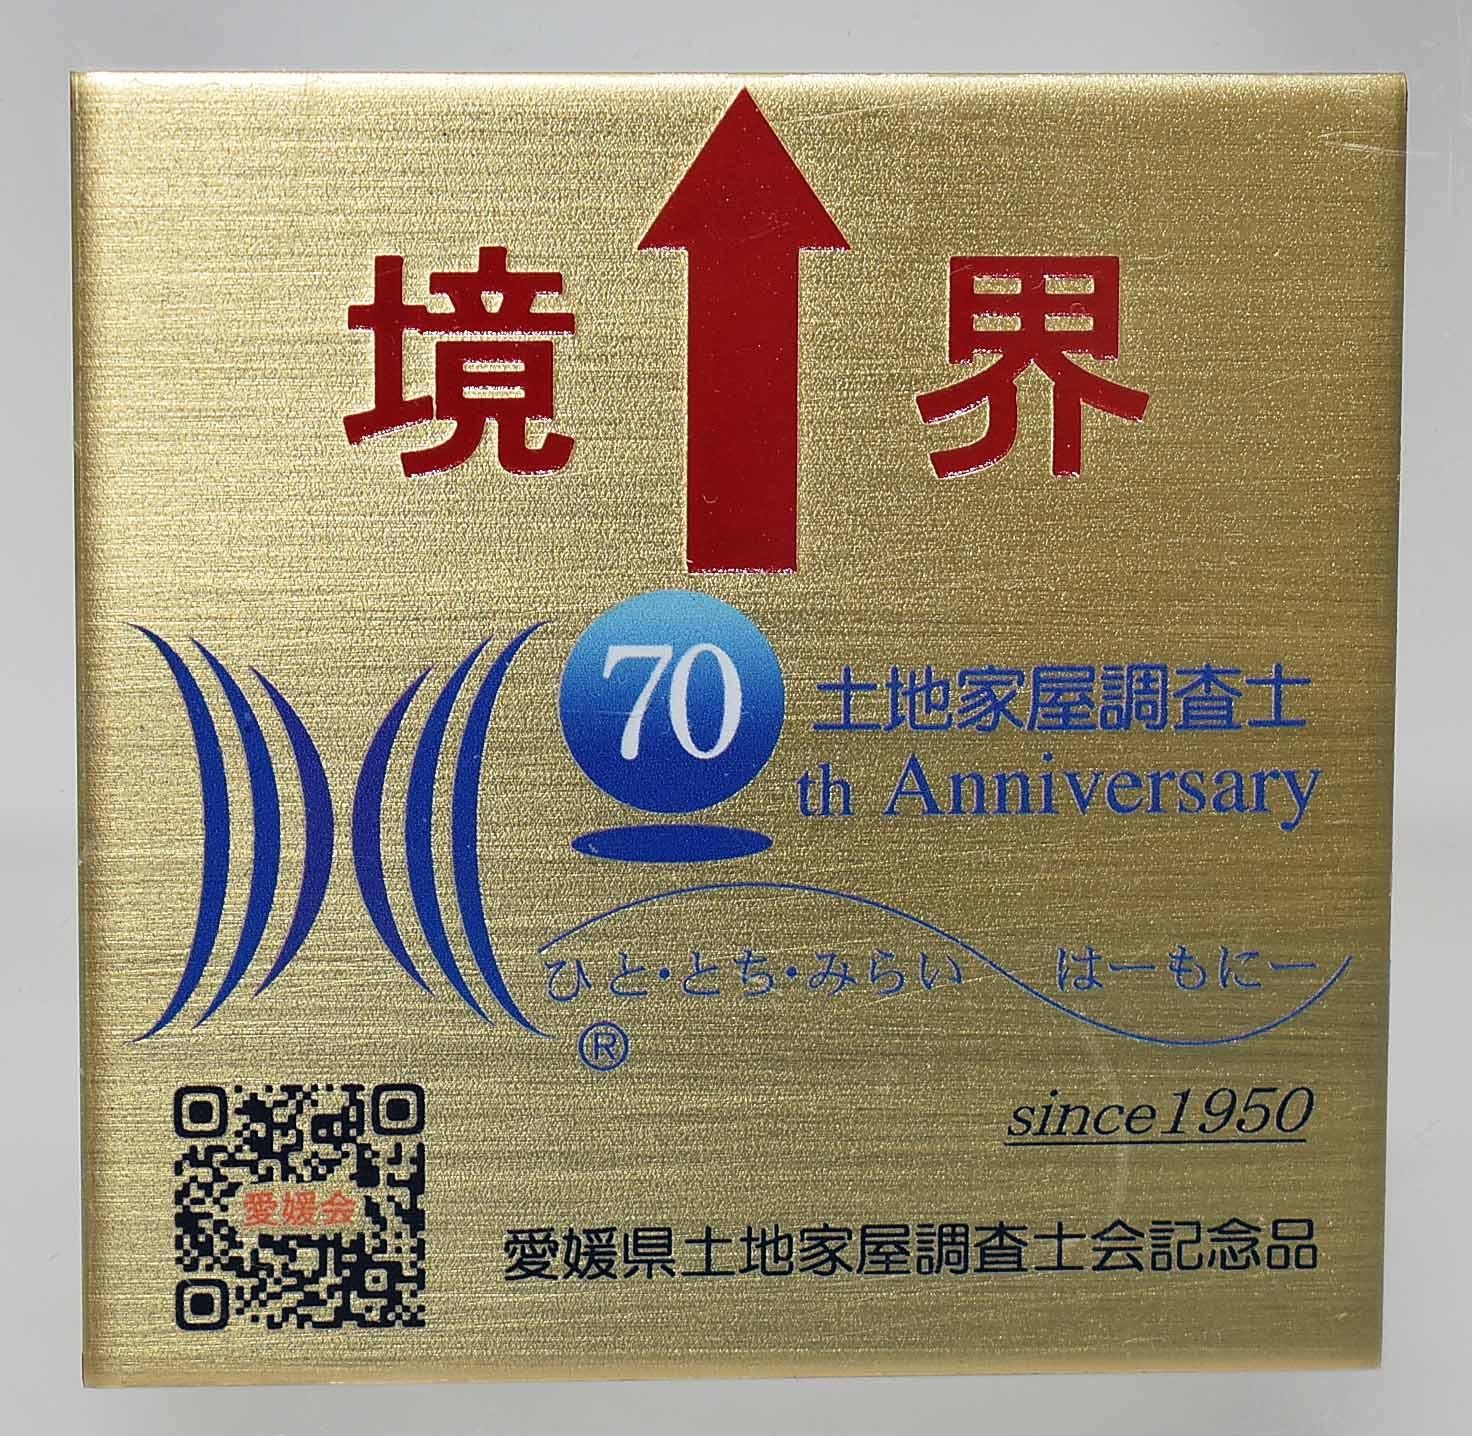 境界
70
土地家屋調査士
th Anniversary
ひと・とち・みらい はーもにー
®
since1950
愛媛会
愛媛県土地家屋調査士会記念品